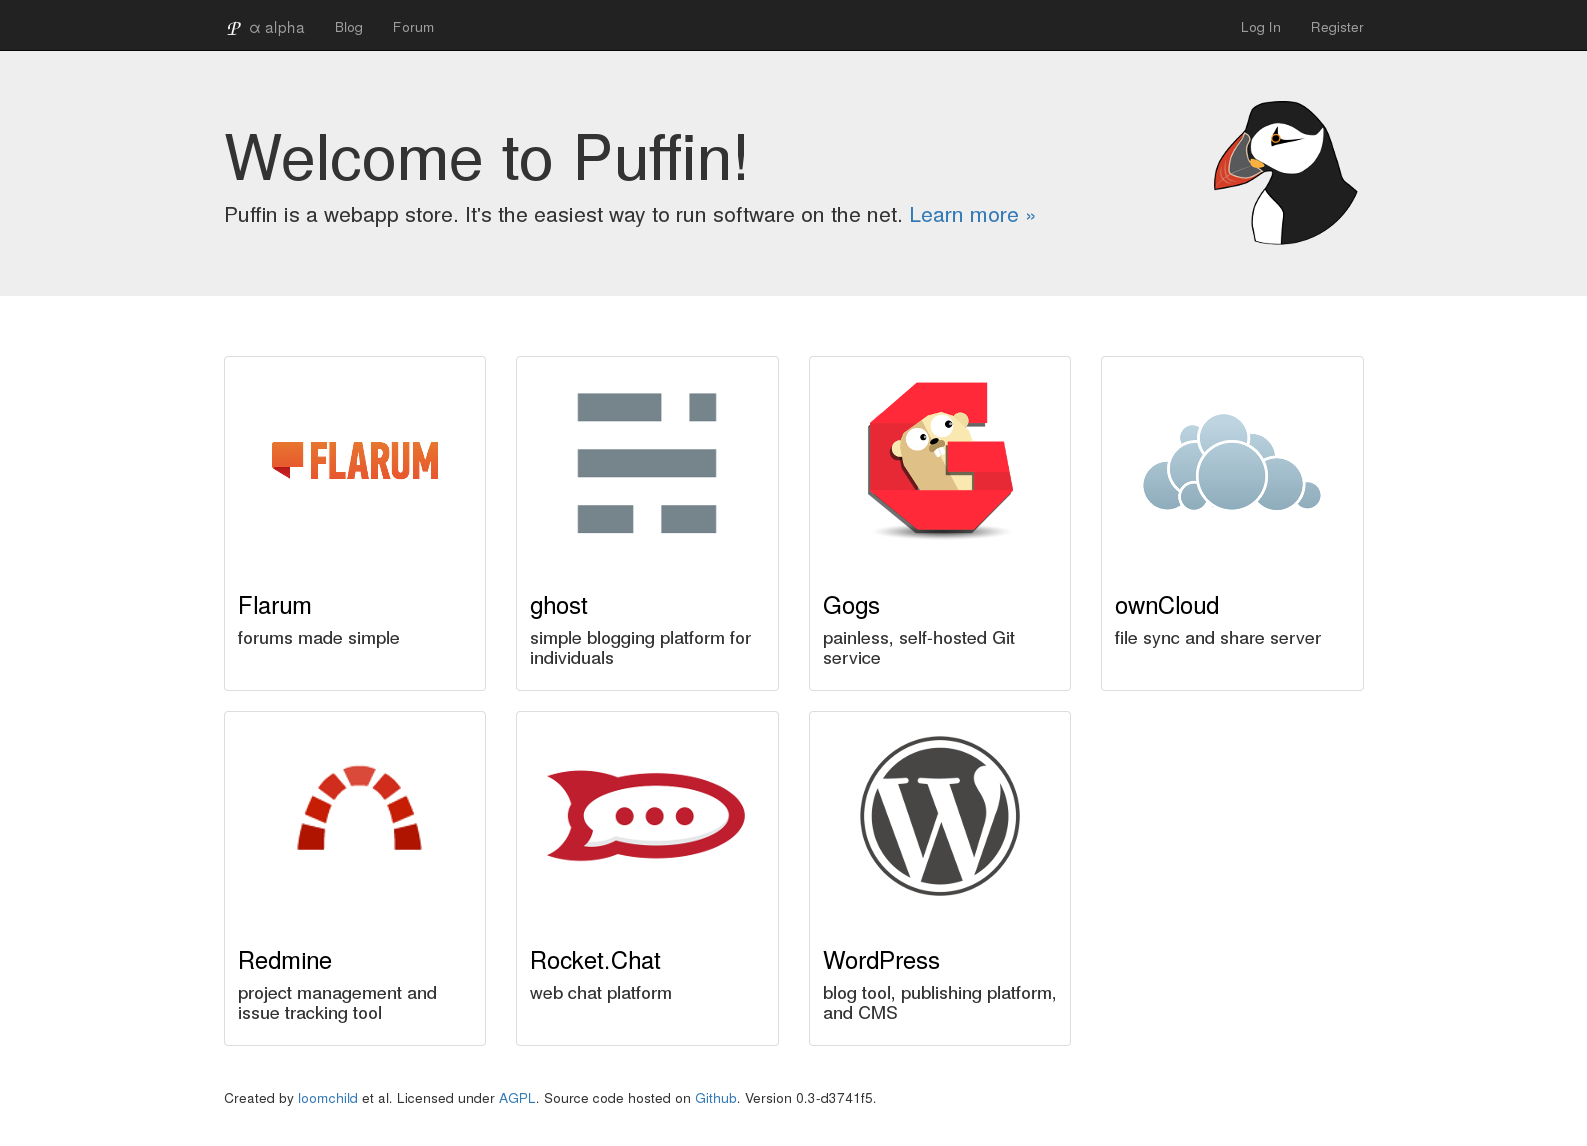 𝒫 α alpha Blog Forum Log In Register
Welcome to Puffin!
Puffin is a webapp store. It's the easiest way to run software on the net. Learn more »
FLARUM
Flarum
forums made simple
ghost
simple blogging platform for
individuals
Gogs
painless, self-hosted Git
service
ownCloud
file sync and share server
Redmine
project management and
issue tracking tool
Rocket.Chat
web chat platform
W
WordPress
blog tool, publishing platform,
and CMS
Created by loomchild et al. Licensed under AGPL. Source code hosted on Github. Version 0.3-d3741f5.